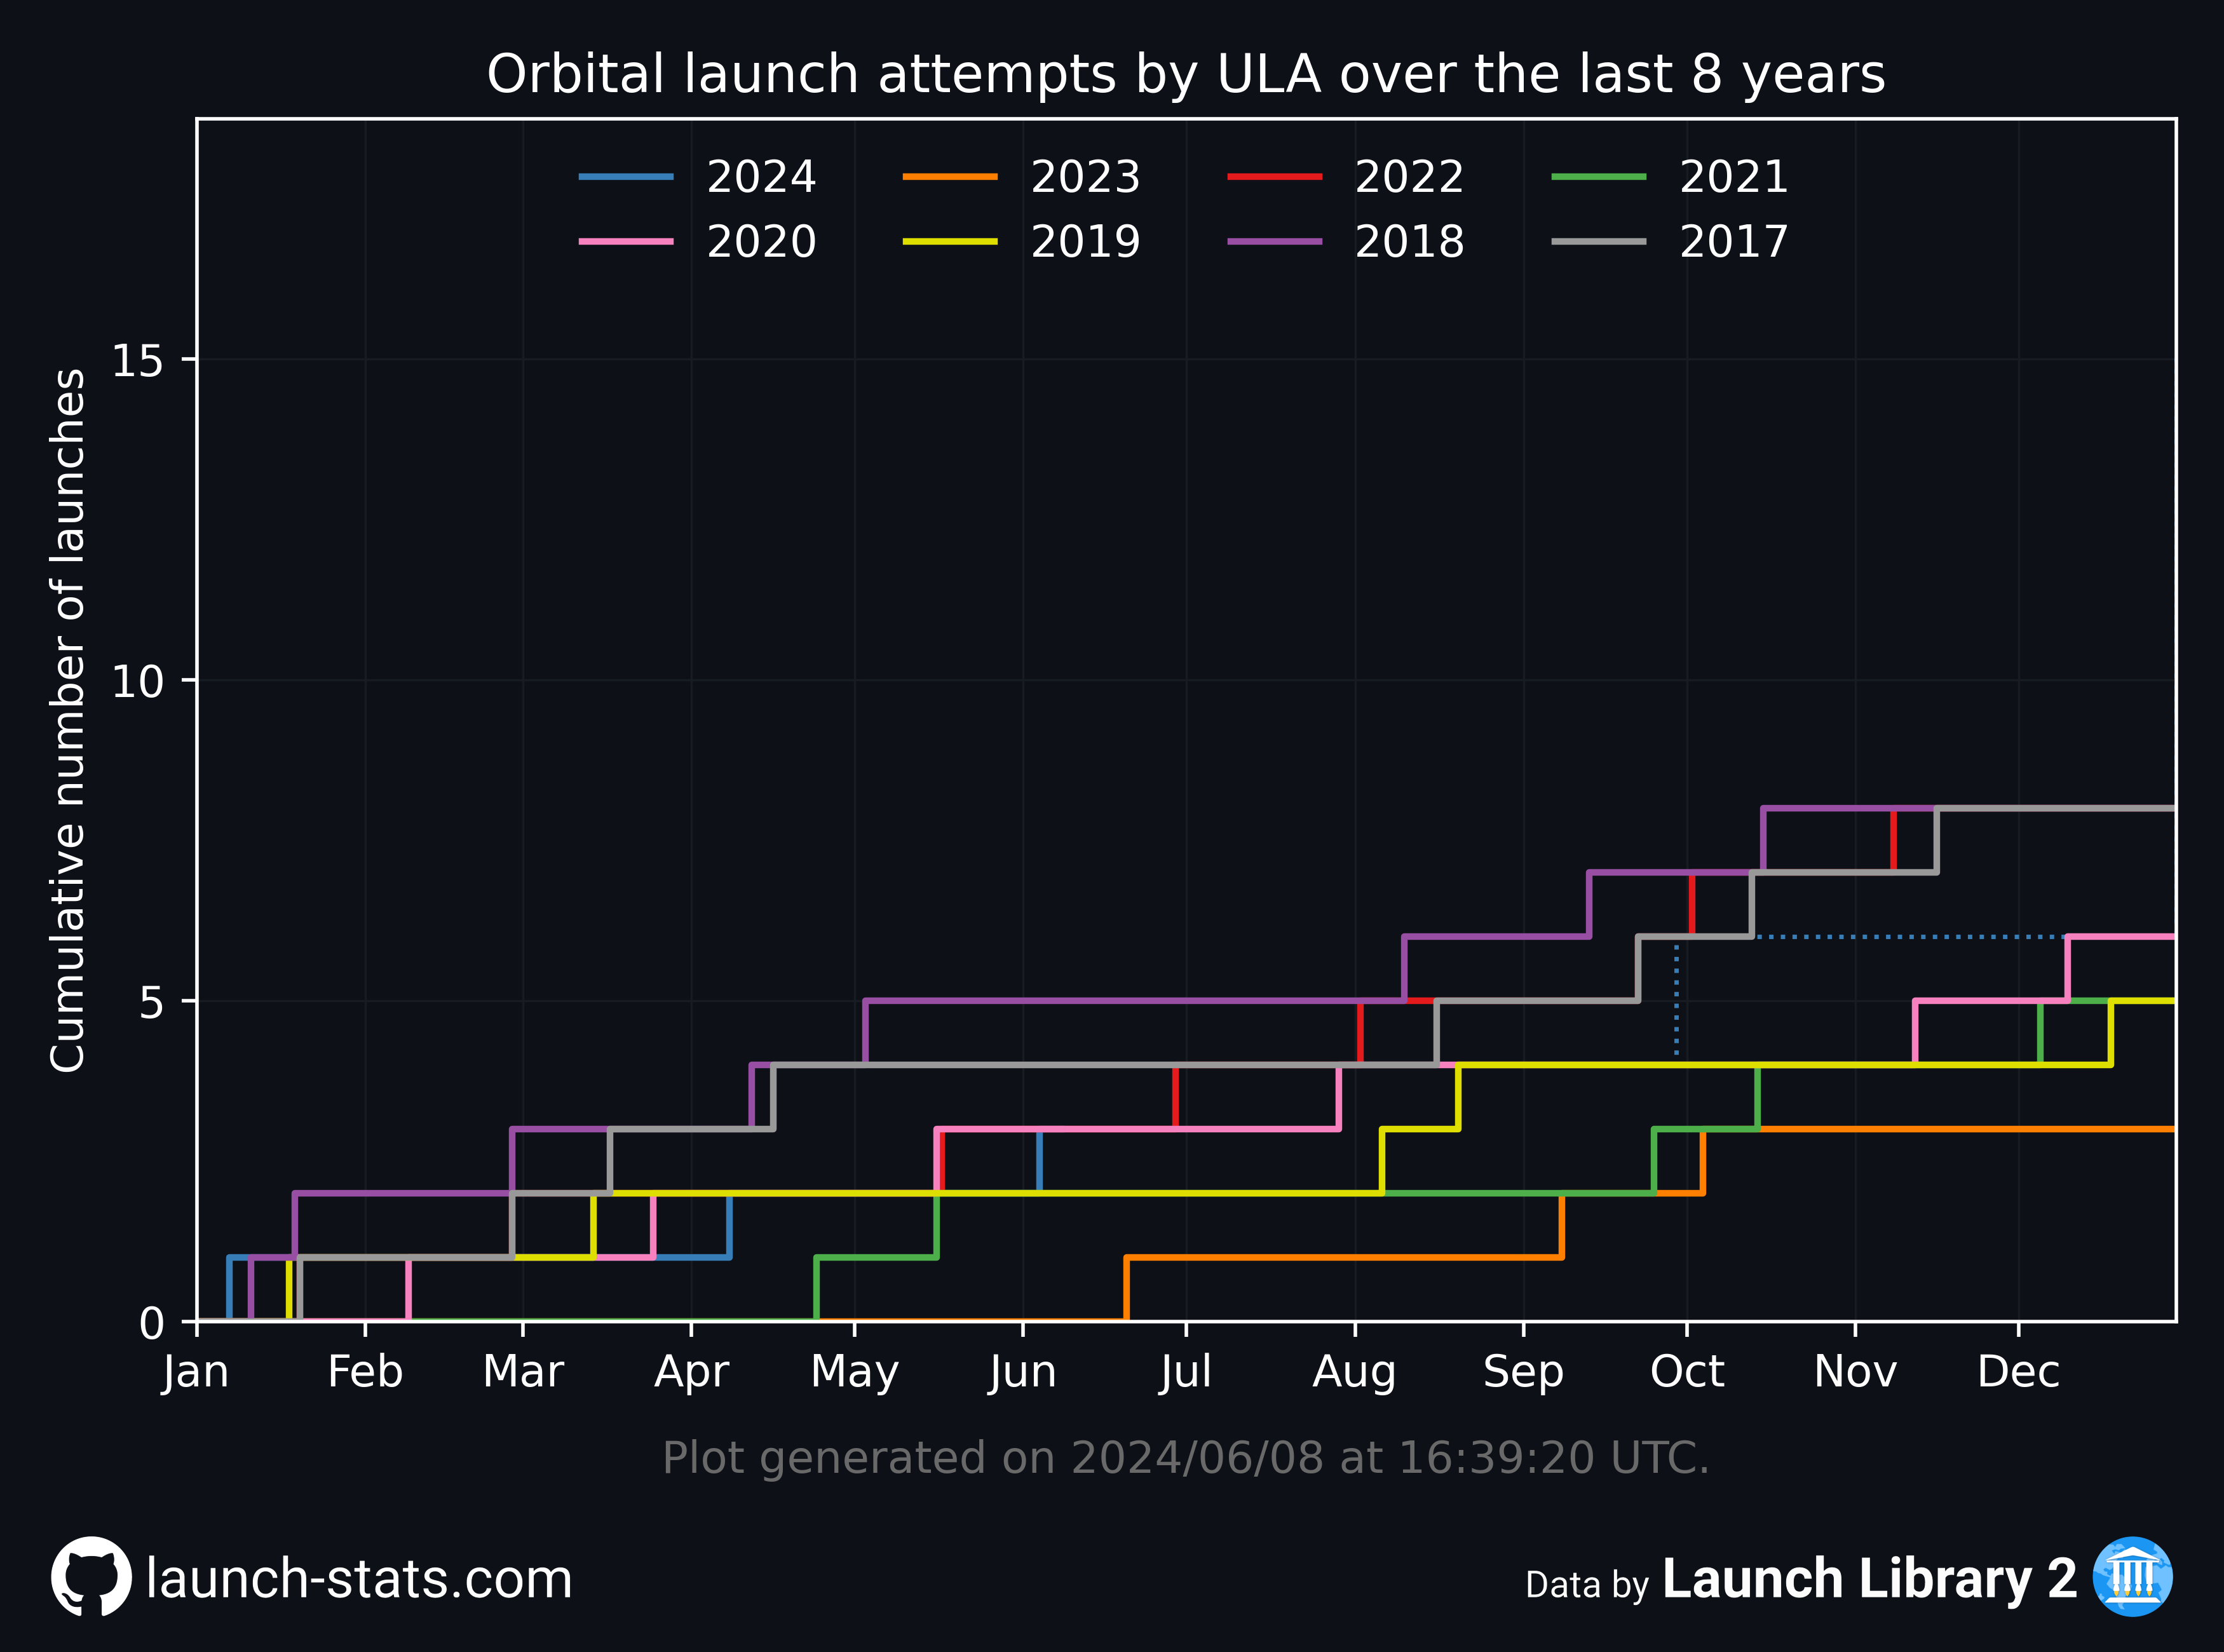 Orbital launch attempts by ULA over the last 8 years
2024 2023 2022 2021
2020 2019 2018 2017
Cumulative number of launches
15
10
5
0
Jan Feb Mar Apr May Jun Jul Aug Sep Oct Nov Dec
Plot generated on 2024/06/08 at 16:39:20 UTC.
launch-stats.com
Data by Launch Library 2